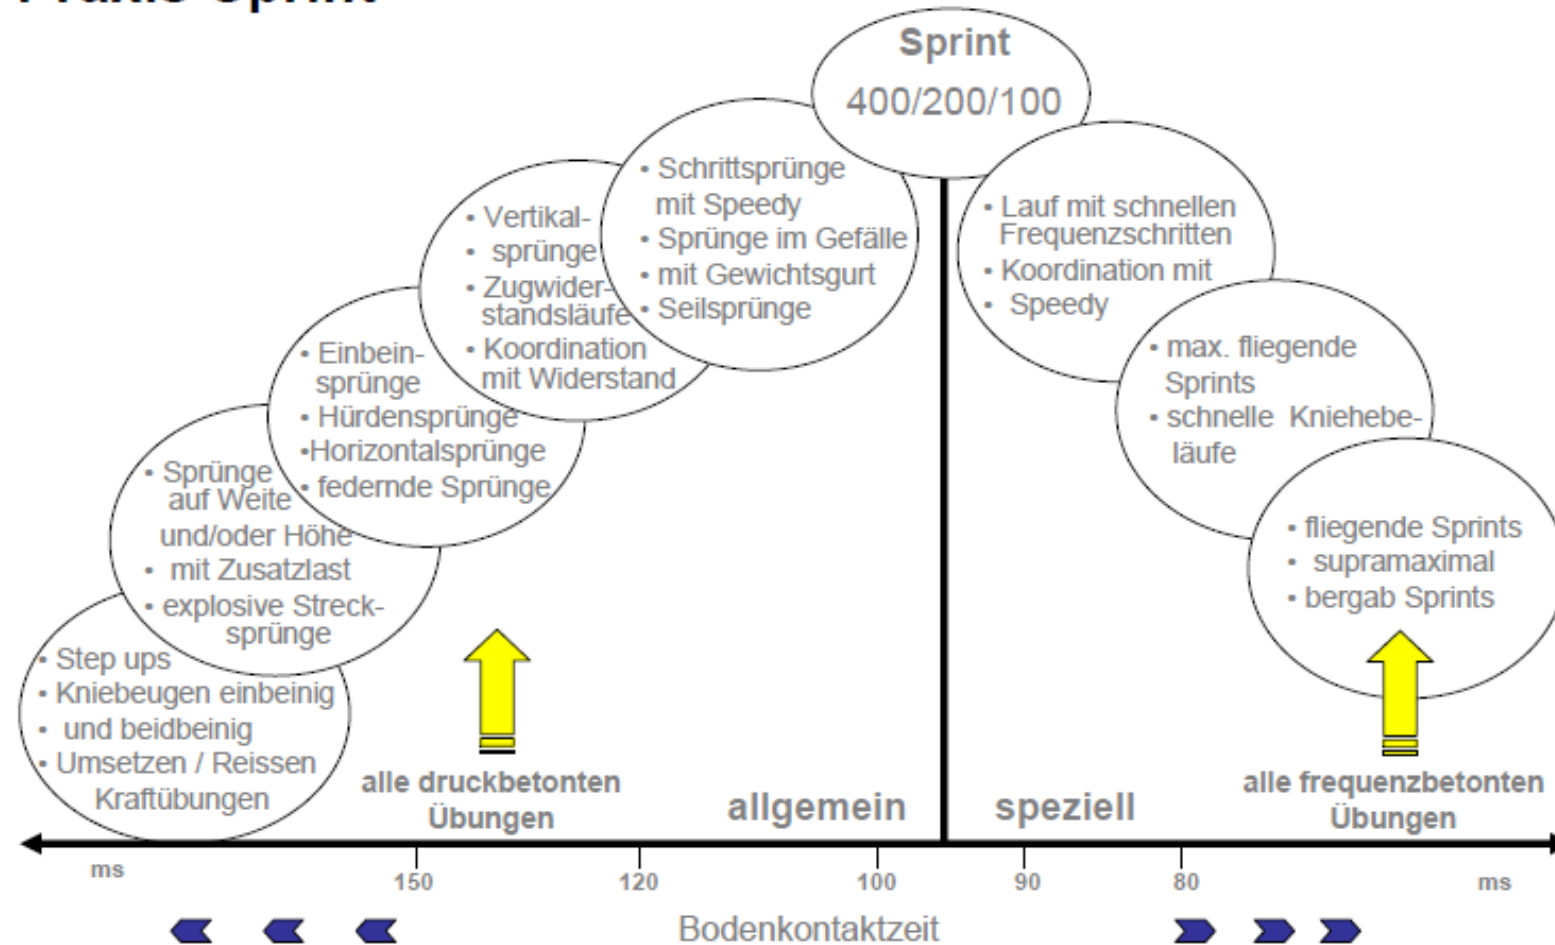 Praxis Sprint
Sprint
400/200/100
• Schrittsprünge
mit Speedy
• Sprünge im Gefälle
• mit Gewichtsgurt
• Seilsprünge
• Lauf mit schnellen
Frequenzschritten
• Koordination mit
• Speedy
• Vertikal-
• sprünge
• Zugwider-
standsläufe
• Koordination
mit Widerstand
• max. fliegende
Sprints
• schnelle Kniehebe-
läufe
• Einbein-
sprünge
• Hürdensprünge
•Horizontalsprünge
• federnde Sprünge
• Sprünge
auf Weite
und/oder Höhe
• mit Zusatzlast
• explosive Streck-
sprünge
• fliegende Sprints
• supramaximal
• bergab Sprints
• Step ups
• Kniebeugen einbeinig
• und beidbeinig
• Umsetzen / Reissen
Kraftübungen
alle druckbetonten
Übungen
allgemein
speziell
alle frequenzbetonten
Übungen
ms
150
120
100
90
80
ms
Bodenkontaktzeit